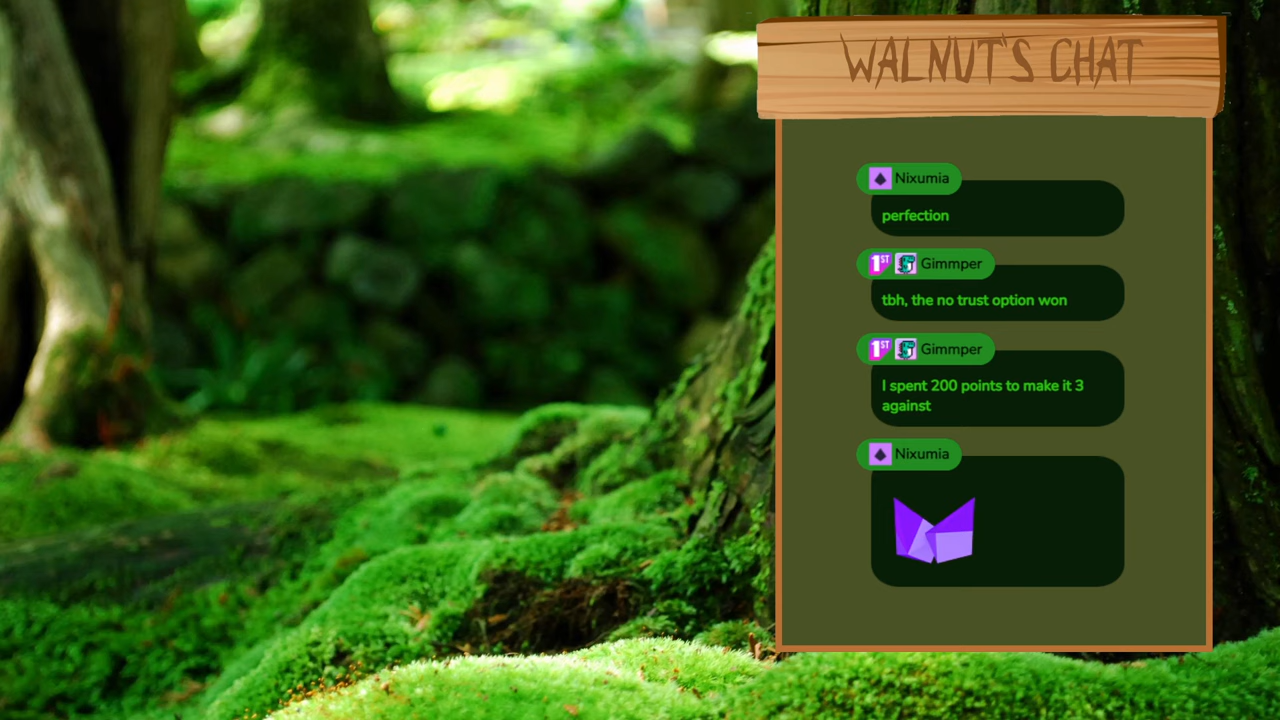 WALNUT'S CHAT
Nixumia
perfection
1ST Gimmper
tbh, the no trust option won
1ST Gimmper
I spent 200 points to make it 3
against
Nixumia